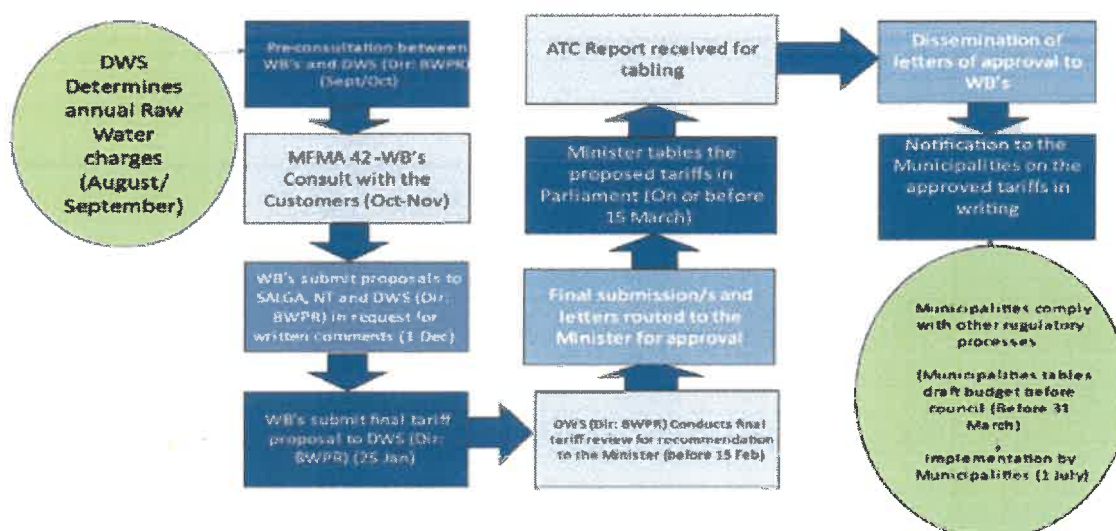 DWS
Determines
annual Raw
Water
charges
(August/
September)
Pre-consultation between
WB's and DWS (Dir: BWPR)
(Sept/Oct)
MFMA 42 -WB's
Consult with the
Customers (Oct-Nov)
WB's submit proposals to
SALGA, NT and DWS (Dir:
BWPR) in request for
written comments (1 Dec)
WB's submit final tariff
proposal to DWS (Dir:
BWPR) (25 Jan)
DWS (Dir: BWPR) Conducts final
tariff review for recommendation
to the Minister (before 15 Feb)
Final submission/s and
letters routed to the
Minister for approval
Minister tables the
proposed tariffs in
Parliament (On or before
15 March)
ATC Report received for
tabling
Dissemination of
letters of approval to
WB's
Notification to the
Municipalities on the
approved tariffs in
writing
Municipalities comply
with other regulatory
processes
(Municipalities tables
draft budget before
council (Before 31
March)
,
implementation by
Municipalities (1 July)